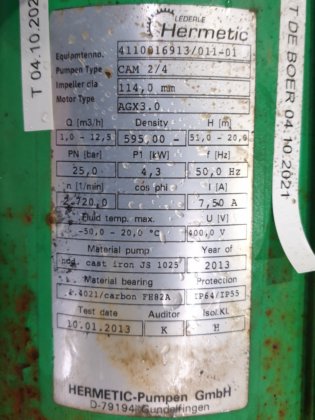 LEDERLE
Hermetic
Equipmentno. 4110016913/011-01
Pumpen Type CAM 2/4
Impeller dia 114,0 mm
Motor Type AGX3.0
Q [m3/h] Density H [m]
1,0 - 12,5 595,00 - 51,0 - 20,0
PN [bar] P1 [kW] f [Hz]
25,0 4,3 50,0 Hz
n [1/min] cos phi I [A]
2.720,0 7,50 A
Fluid temp. max. U [V]
-50,0 - 20,0 °C 400,0 V
Material pump Year of
nod. cast iron JS 1025 2013
Material bearing Protection
1.4021/carbon FH82A IP64/IP55
Test date Auditor Isol.Kl.
10.01.2013 K H
HERMETIC-Pumpen GmbH
D-79194 Gundelfingen
T 04.10.202
T DE BOER 04.10.2021